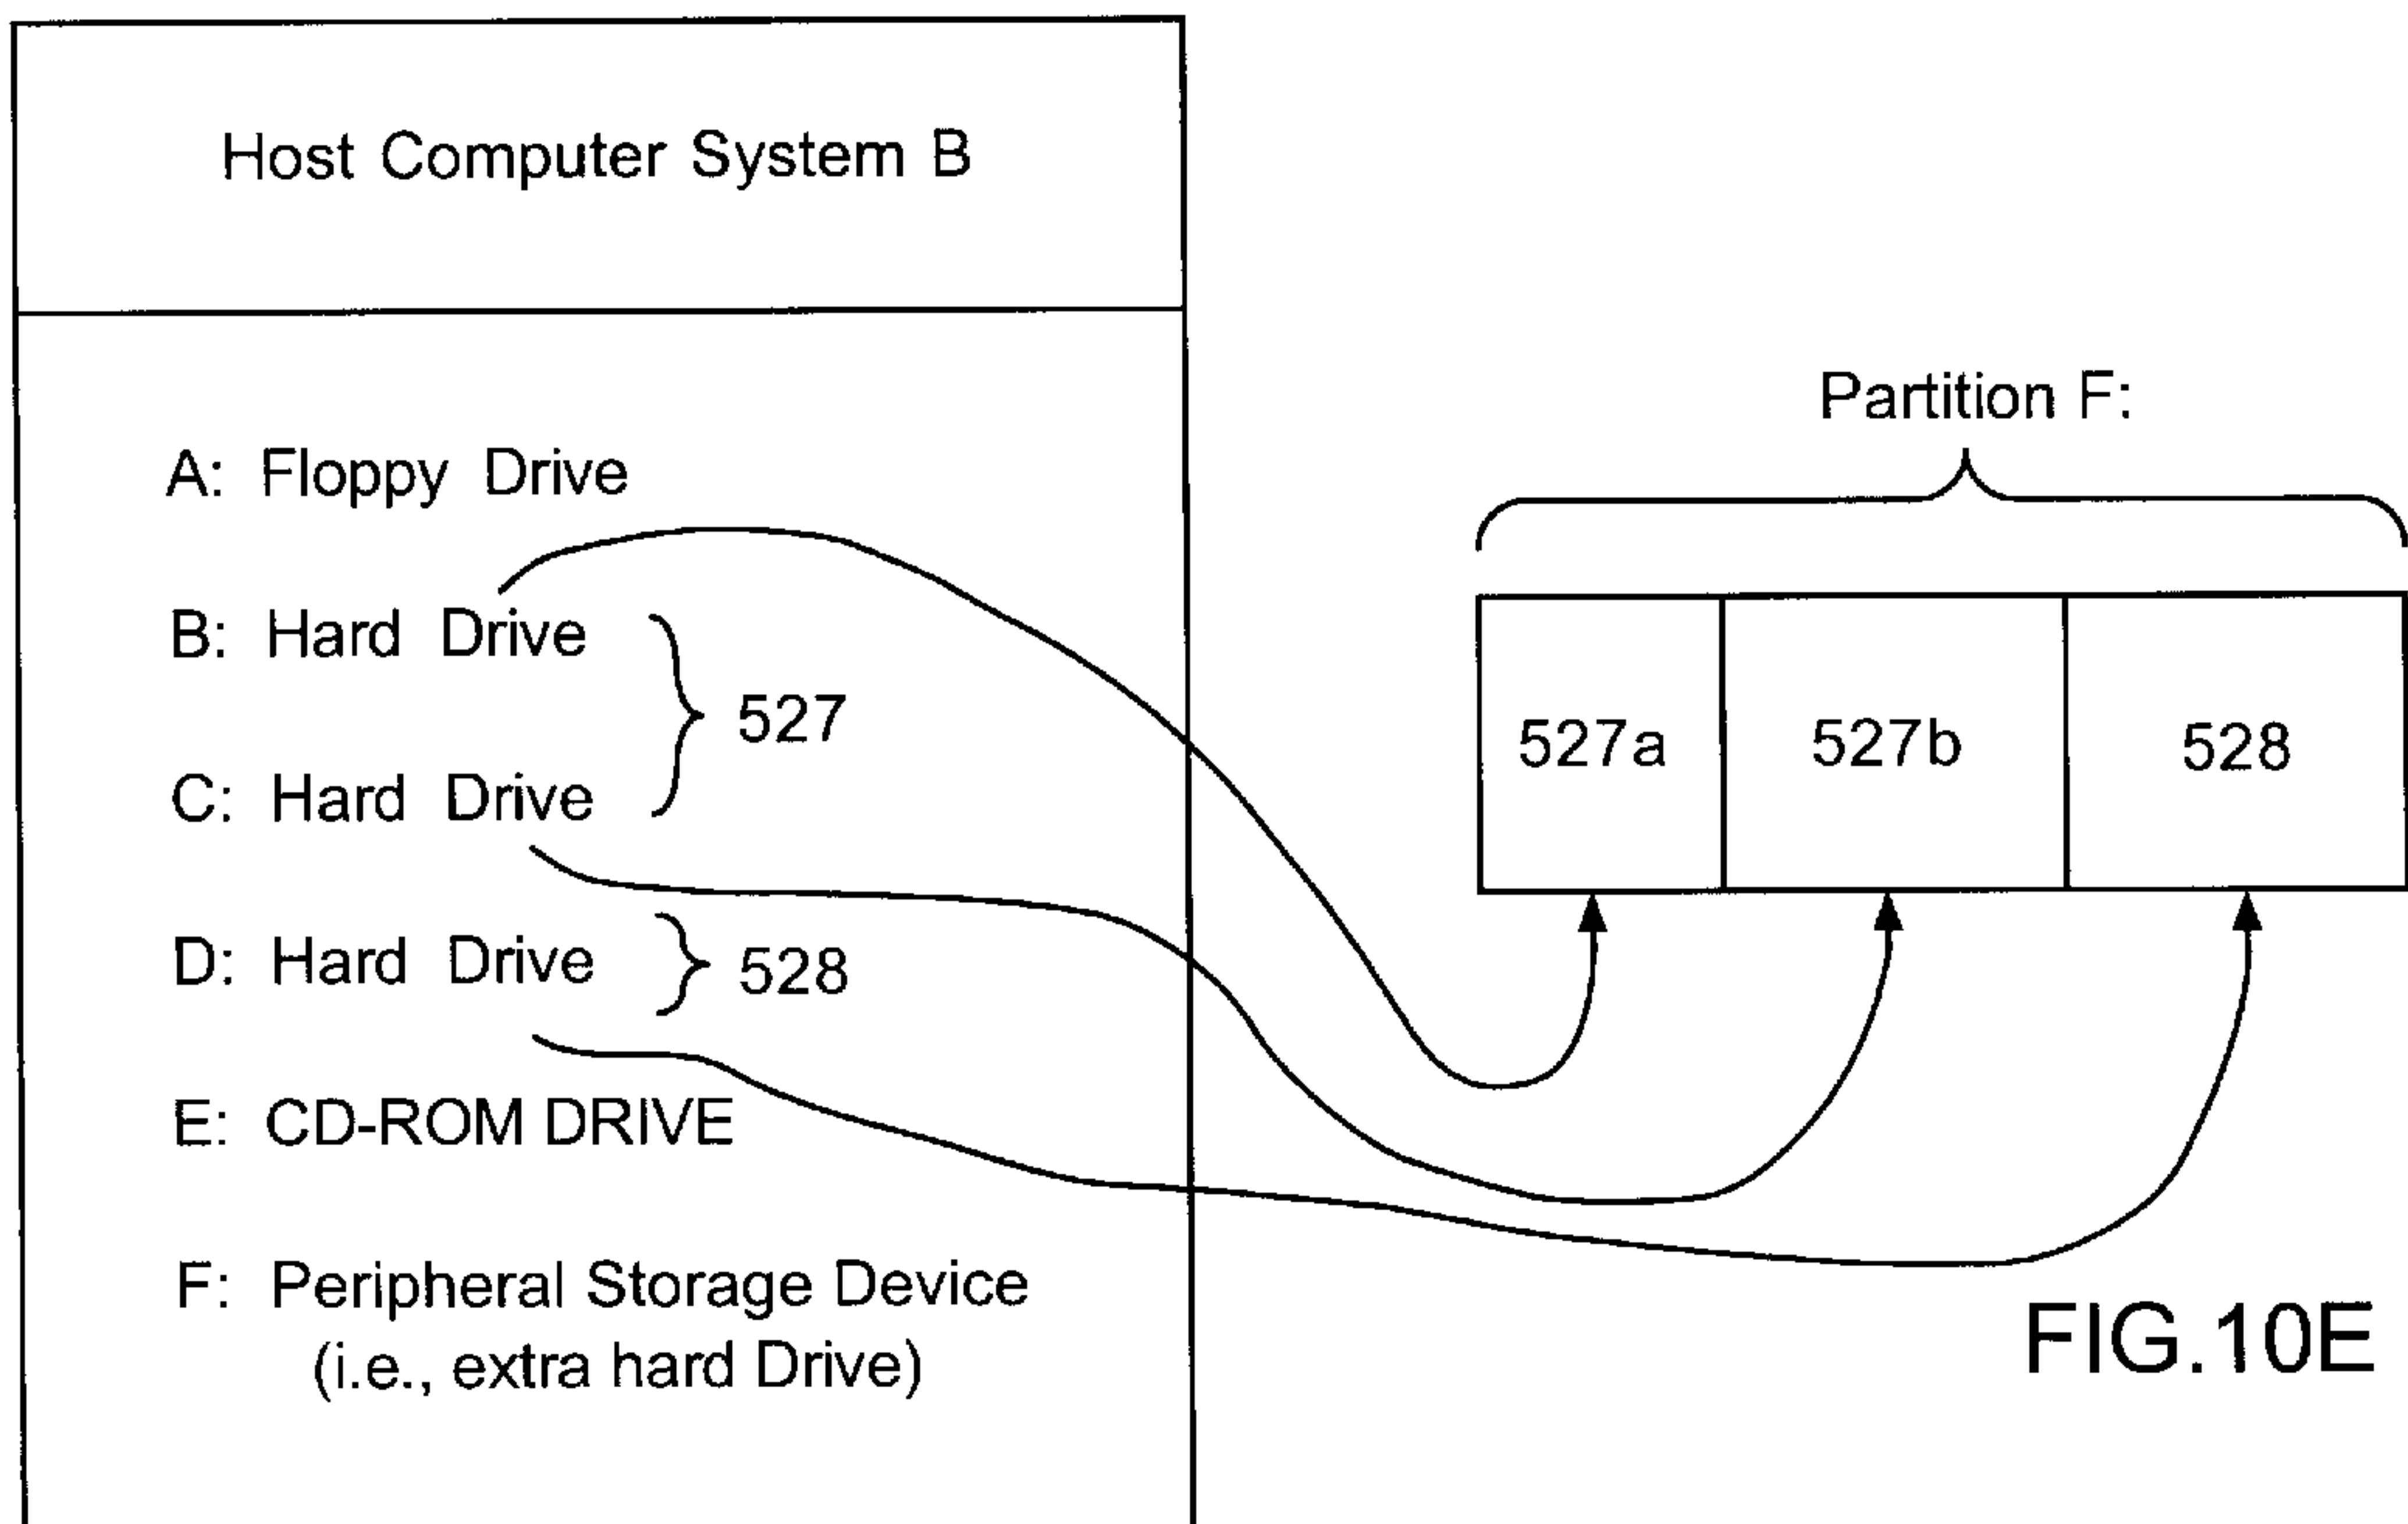 Host Computer System B
A: Floppy Drive
B: Hard Drive
527
C: Hard Drive
D: Hard Drive
528
E: CD-ROM DRIVE
F: Peripheral Storage Device
(i.e., extra hard Drive)
Partition F:
527a
527b
528
FIG.10E